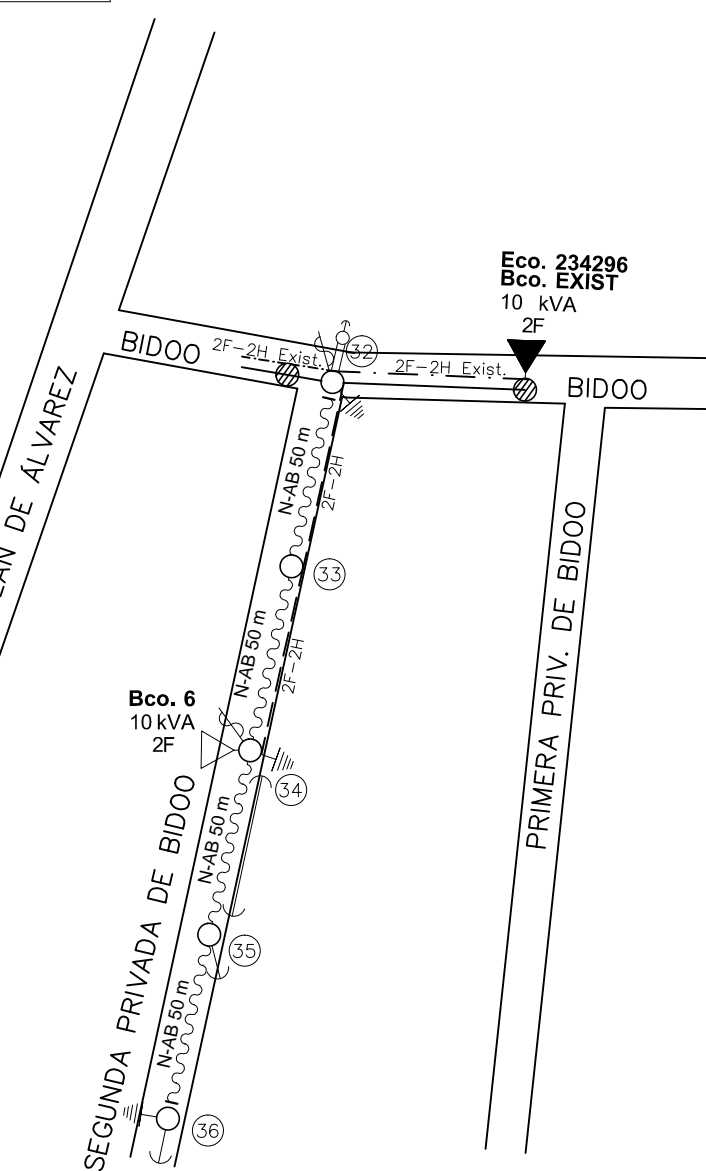 Eco. 234296
Bco. EXIST
10 kVA
2F
BIDOO
2F-2H Exist.
32
2F-2H Exist.
BIDOO
DE ÁLVAREZ
N-AB 50 m
2F-2H
33
N-AB 50 m
2F-2H
Bco. 6
10 kVA
2F
34
N-AB 50 m
35
N-AB 50 m
36
SEGUNDA PRIVADA DE BIDOO
PRIMERA PRIV. DE BIDOO